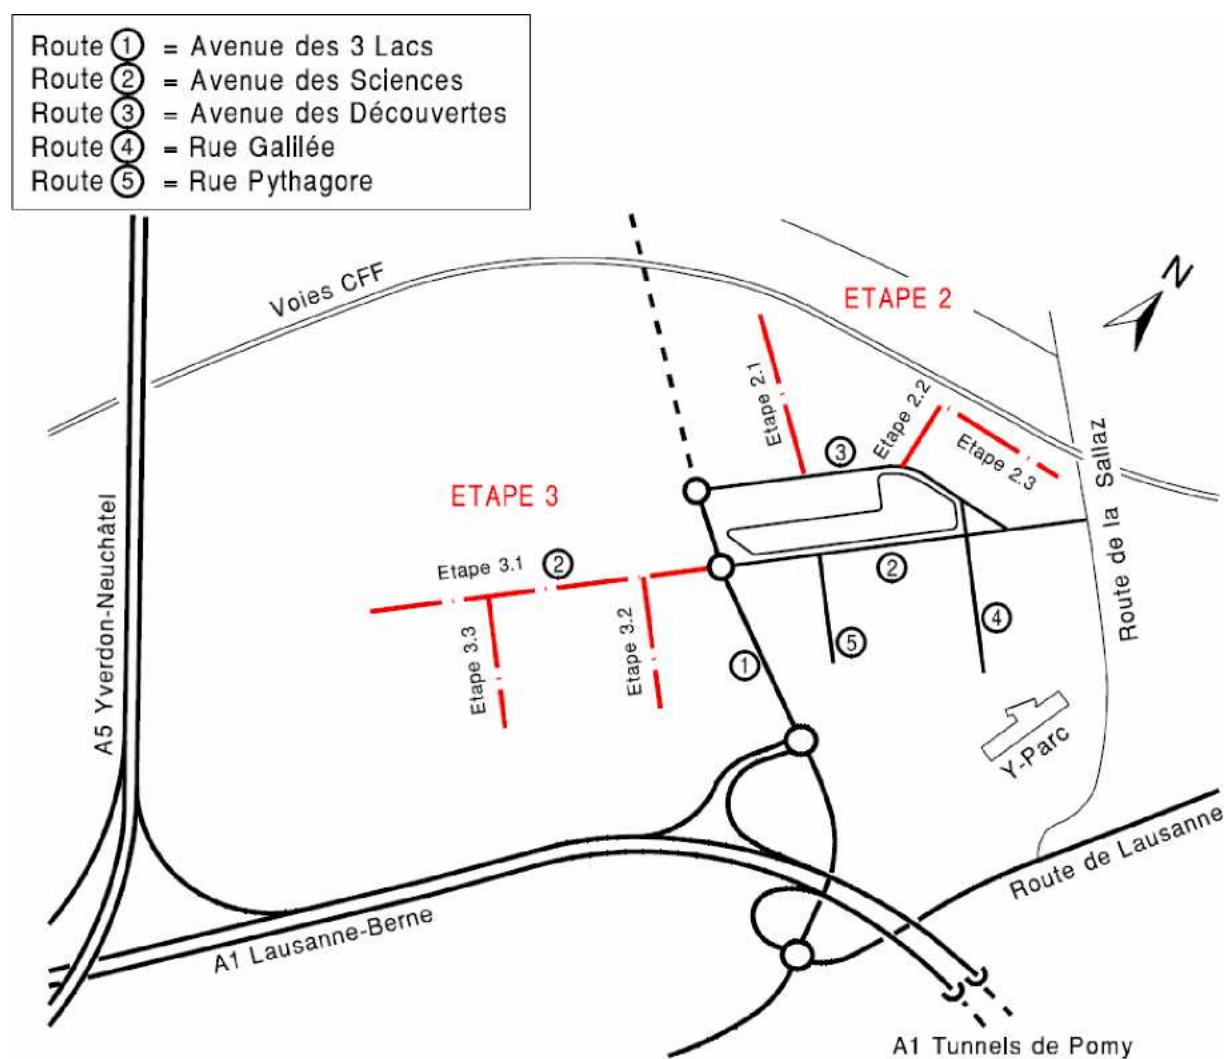 Route 1 = Avenue des 3 Lacs
Route 2 = Avenue des Sciences
Route 3 = Avenue des Découvertes
Route 4 = Rue Galilée
Route 5 = Rue Pythagore
N
Voies CFF
ETAPE 2
Etape 2.1
Etape 2.2
Etape 2.3
3
Route de la Sallaz
ETAPE 3
A5 Yverdon-Neuchâtel
Etape 3.1
2
2
Etape 3.3
Etape 3.2
1
5
4
Y-Parc
Route de Lausanne
A1 Lausanne-Berne
A1 Tunnels de Pomy